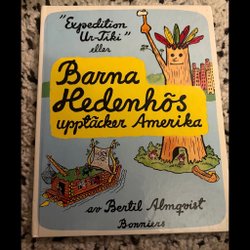 "Expedition
Ur-Tiki"
eller
Barna
Hedenhös
upptäcker Amerika
av Bertil Almqvist
Bonniers